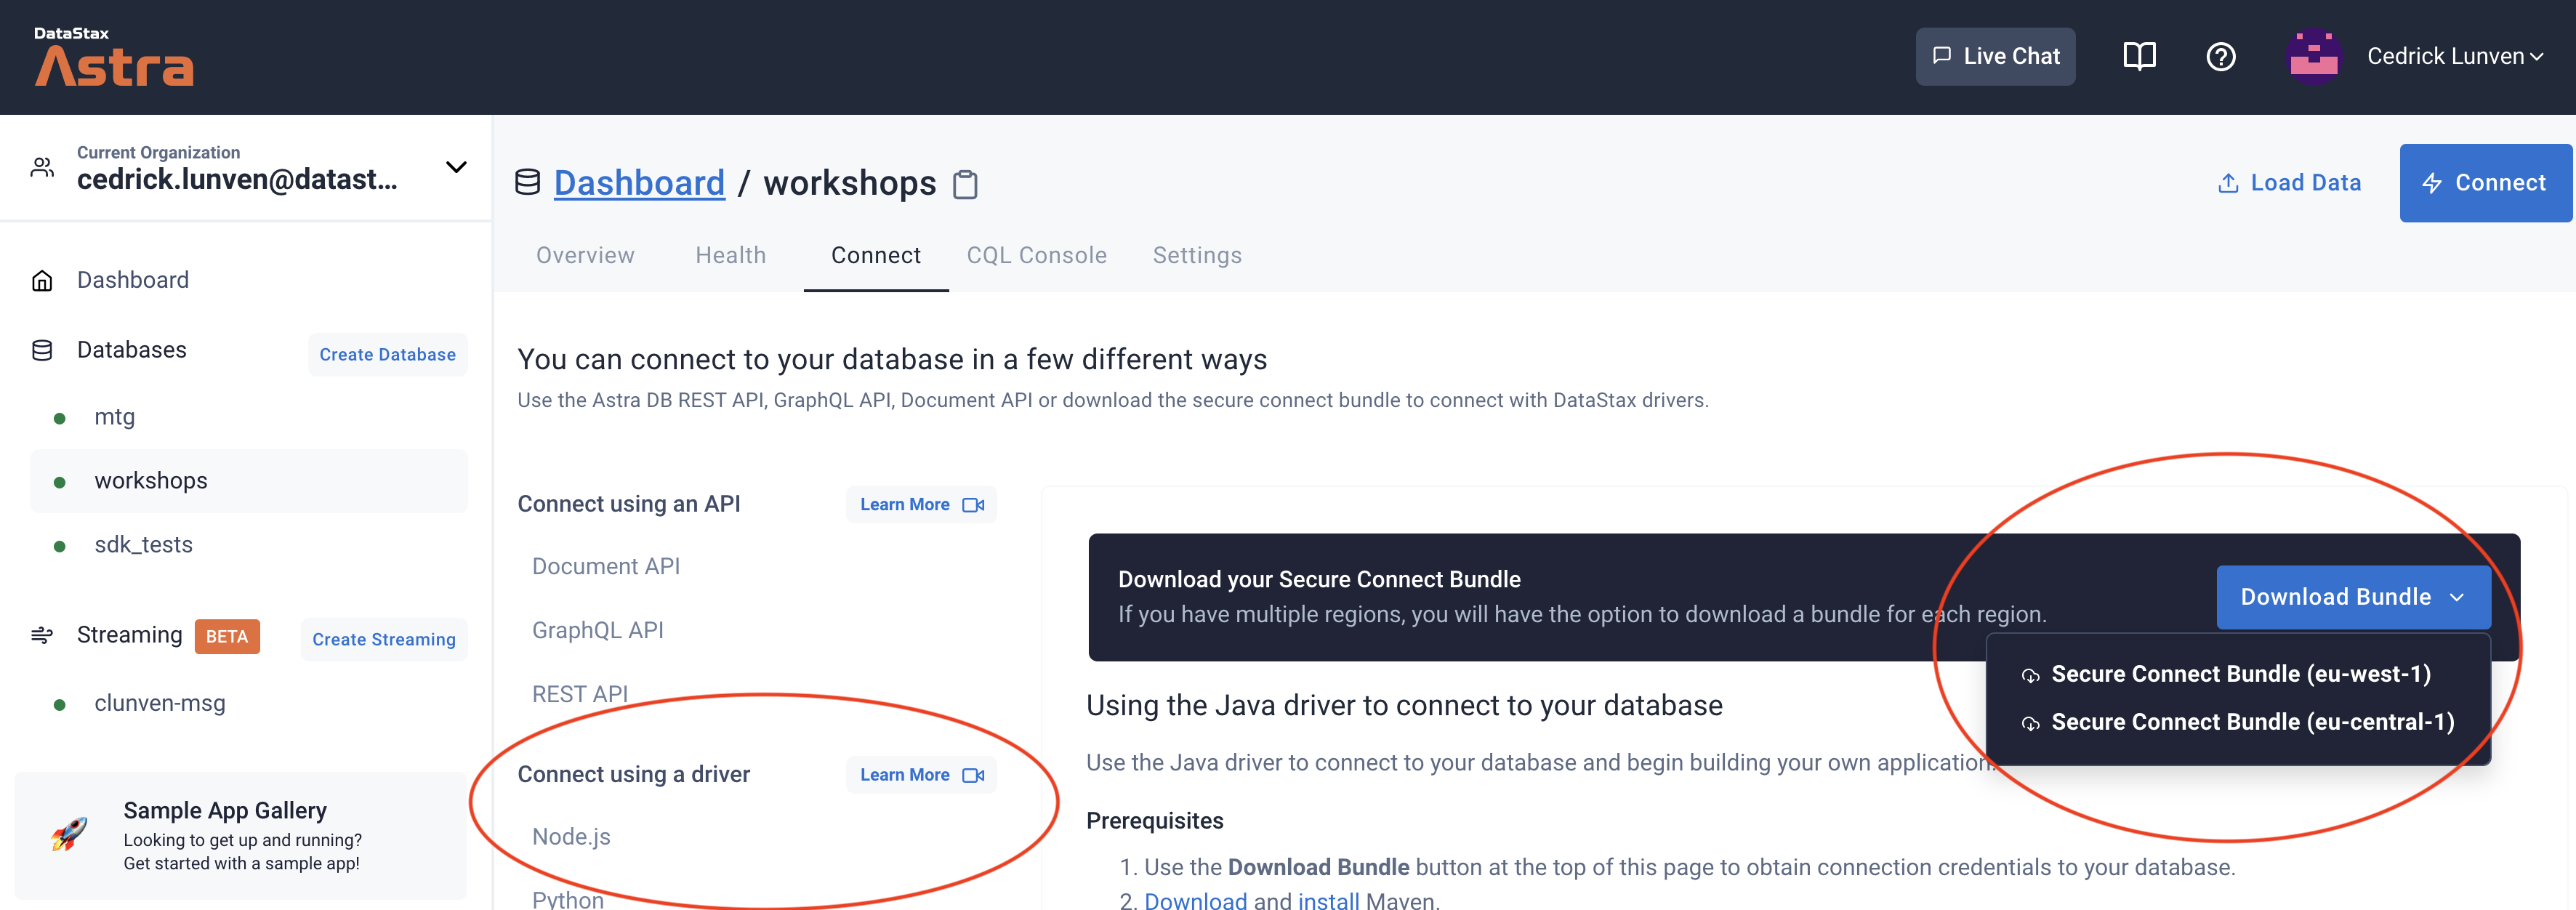 DataStax
Astra
Live Chat
Cedrick Lunven
Current Organization
cedrick.lunven@datast...
Dashboard
Databases
Create Database
mtg
workshops
sdk_tests
Streaming
BETA
Create Streaming
clunven-msg
Sample App Gallery
Looking to get up and running?
Get started with a sample app!
Dashboard / workshops
Load Data
Connect
Overview
Health
Connect
CQL Console
Settings
You can connect to your database in a few different ways
Use the Astra DB REST API, GraphQL API, Document API or download the secure connect bundle to connect with DataStax drivers.
Connect using an API
Learn More
Document API
GraphQL API
REST API
Connect using a driver
Learn More
Node.js
Python
Download your Secure Connect Bundle
If you have multiple regions, you will have the option to download a bundle for each region.
Download Bundle
Secure Connect Bundle (eu-west-1)
Secure Connect Bundle (eu-central-1)
Using the Java driver to connect to your database
Use the Java driver to connect to your database and begin building your own application.
Prerequisites
1. Use the Download Bundle button at the top of this page to obtain connection credentials to your database.
2. Download and install Maven.